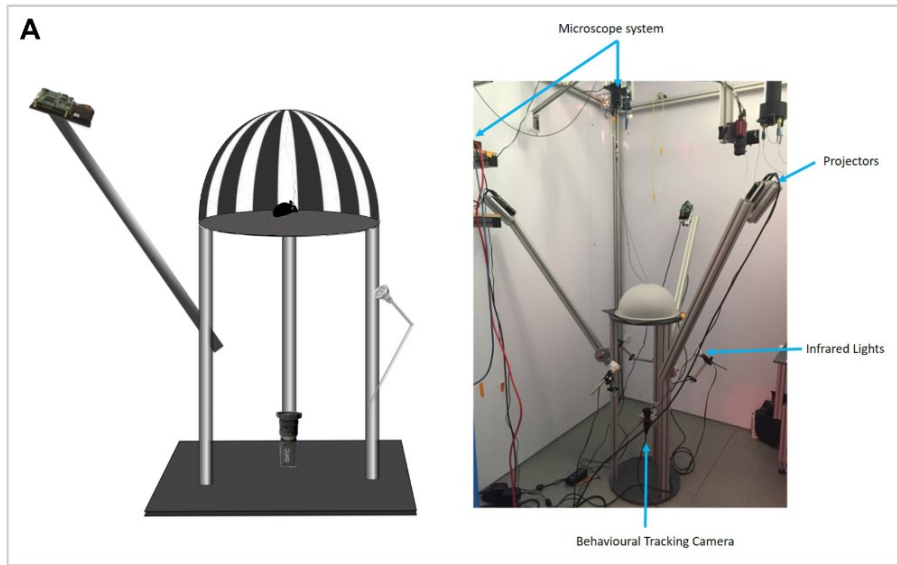 A
Microscope system
Projectors
Infrared Lights
Behavioural Tracking Camera